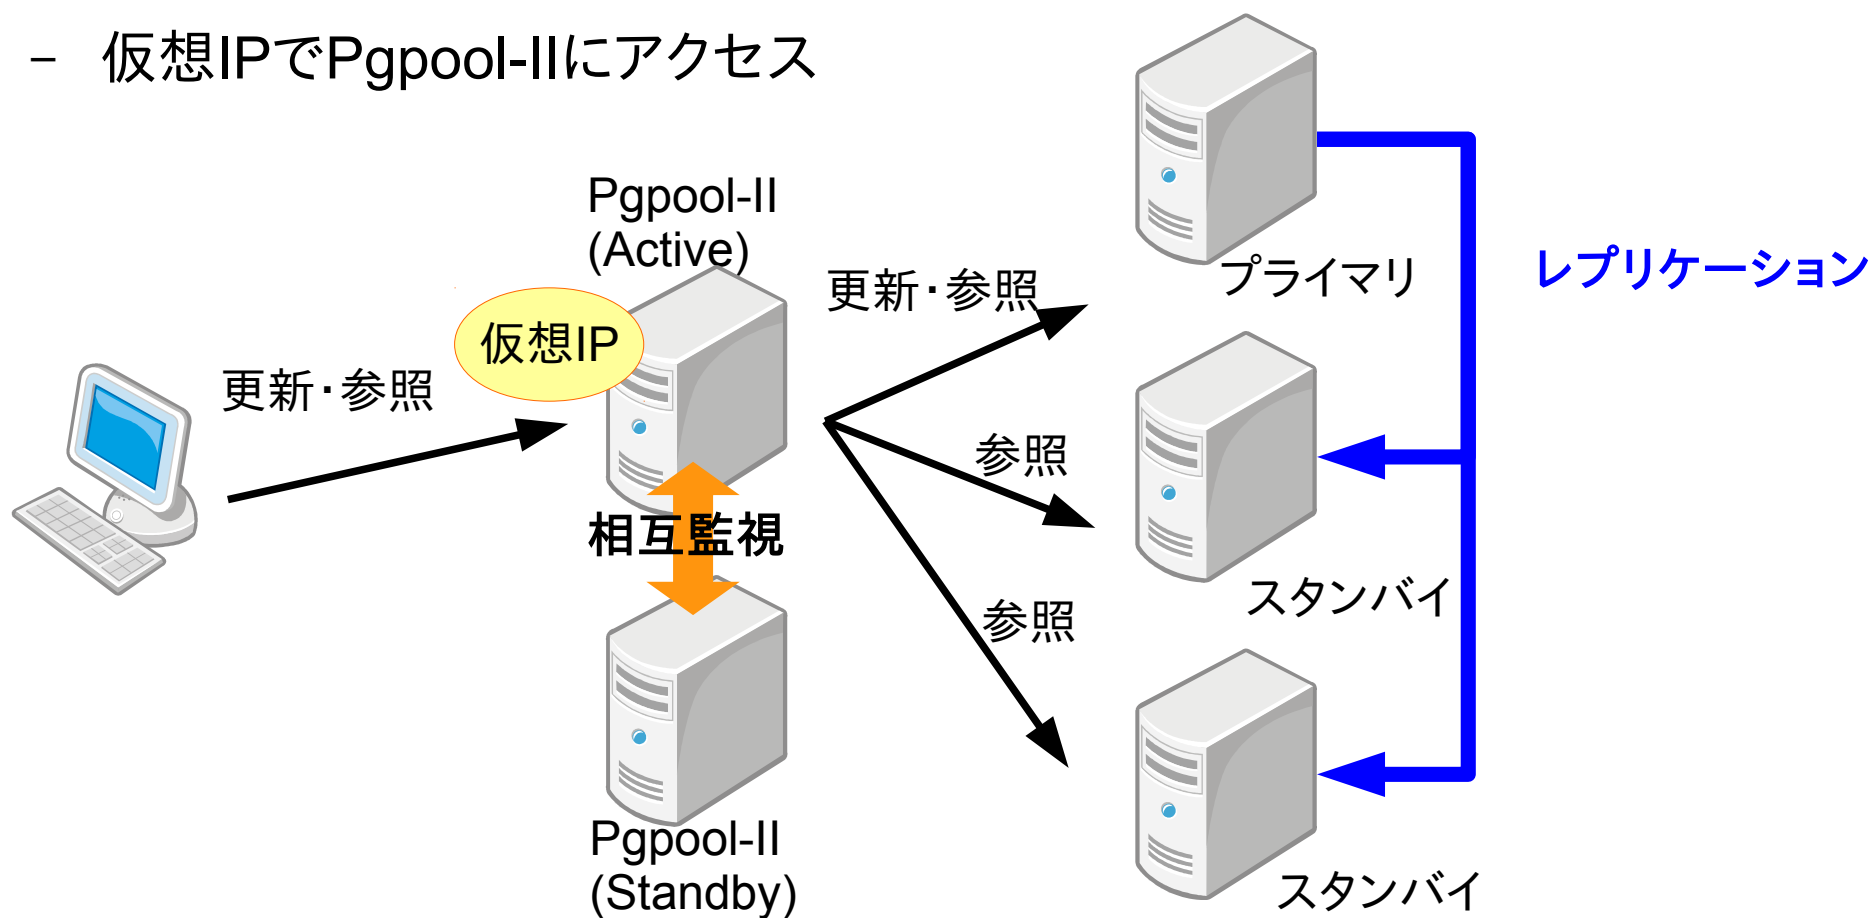 – 仮想IPでPgpool-IIにアクセス
Pgpool-II
(Active)
仮想IP
更新・参照
相互監視
Pgpool-II
(Standby)
更新・参照
参照
参照
プライマリ
スタンバイ
スタンバイ
レプリケーション